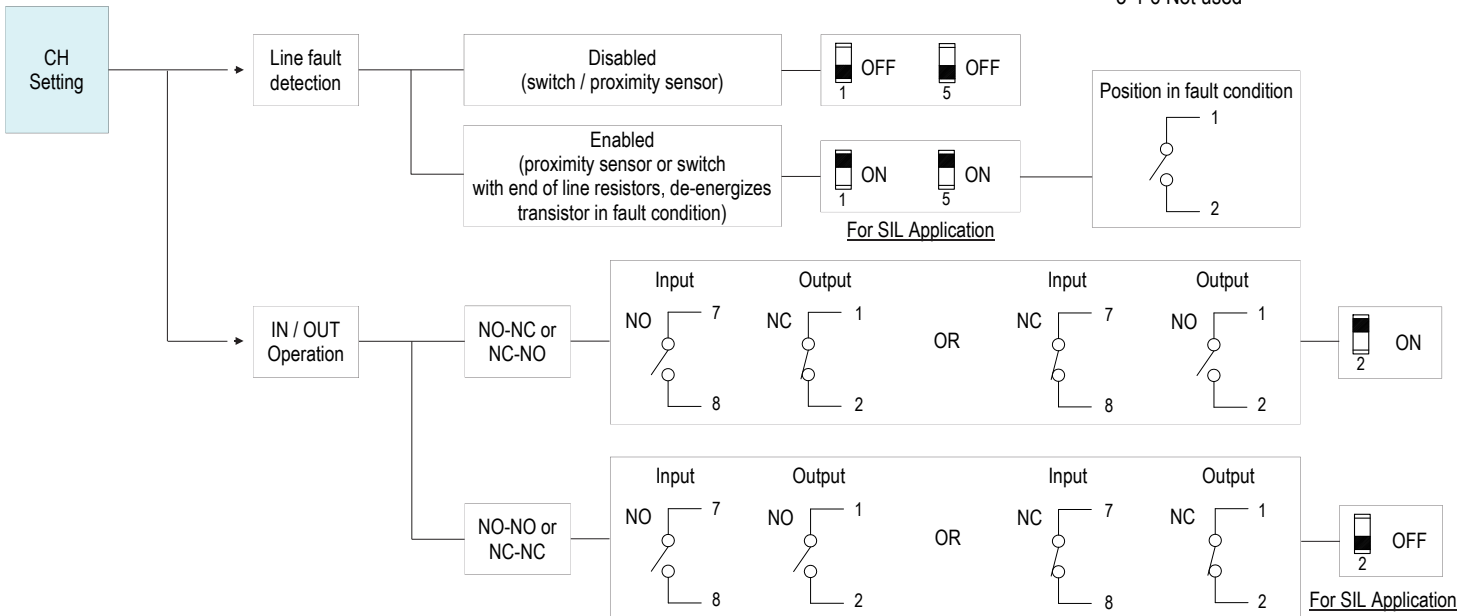 CH
Setting
Line fault
detection
Disabled
(switch / proximity sensor)
OFF
1
OFF
5
Enabled
(proximity sensor or switch
with end of line resistors, de-energizes
transistor in fault condition)
ON
1
ON
5
For SIL Application
Position in fault condition
1
2
IN / OUT
Operation
NO-NC or
NC-NO
Input
Output
Input
Output
NO
7
8
NC
1
2
OR
NC
7
8
NO
1
2
ON
2
NO-NO or
NC-NC
Input
Output
Input
Output
NO
7
8
NO
1
2
OR
NC
7
8
NC
1
2
OFF
2
For SIL Application